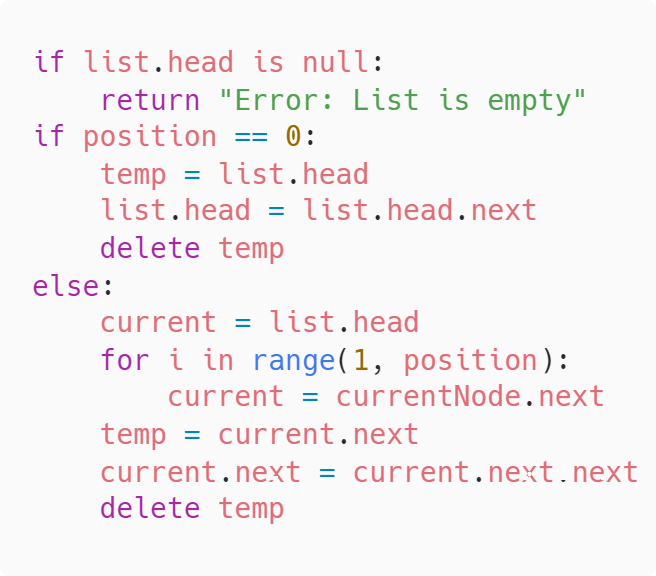 if list.head is null:
    return "Error: List is empty"
if position == 0:
    temp = list.head
    list.head = list.head.next
    delete temp
else:
    current = list.head
    for i in range(1, position):
        current = currentNode.next
    temp = current.next
    current.next = current.next.next
    delete temp